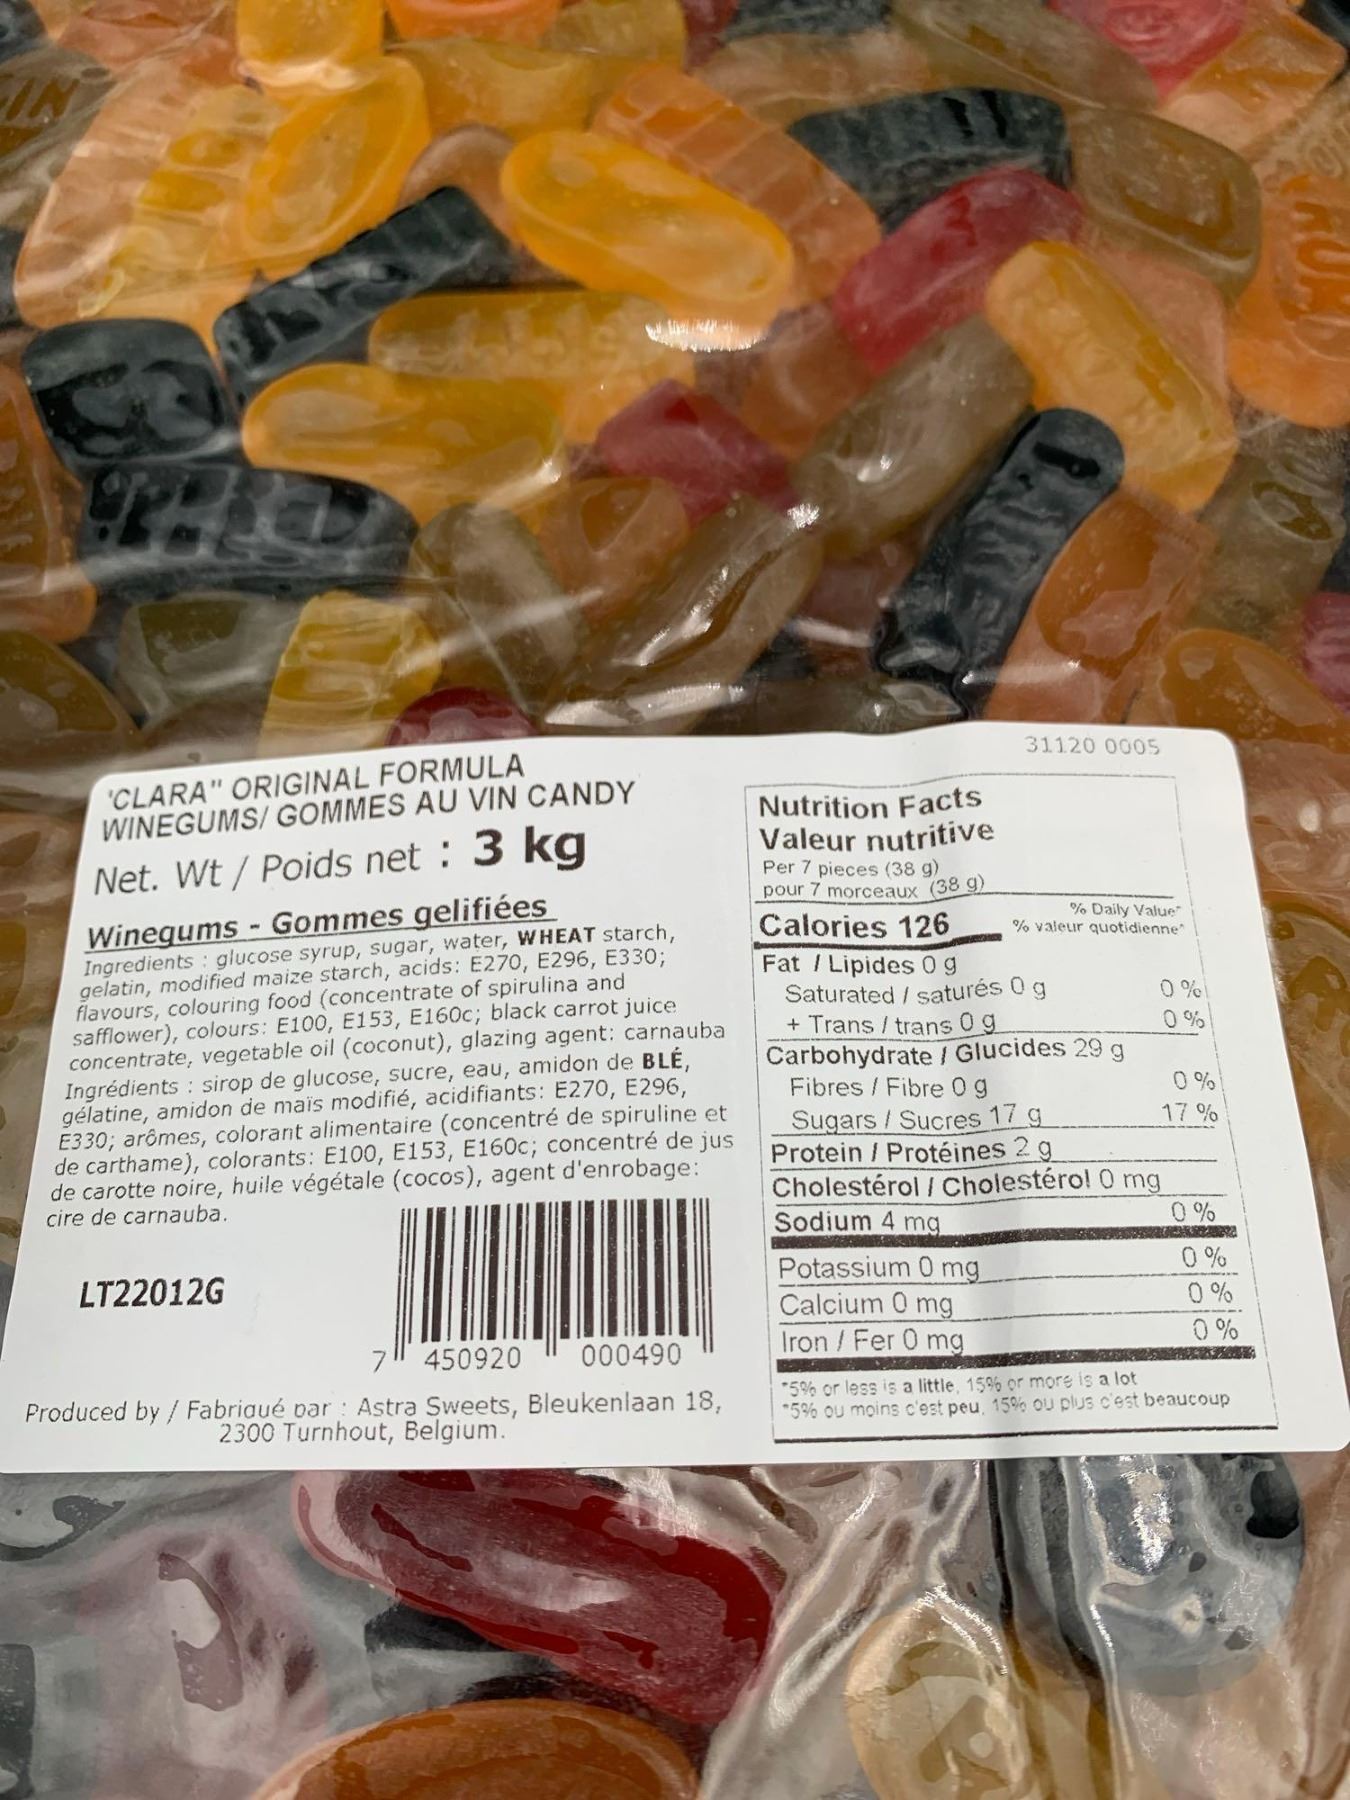 IN
RUM
'CLARA" ORIGINAL FORMULA
WINEGUMS/ GOMMES AU VIN CANDY
Net. Wt / Poids net : 3 kg
Winegums - Gommes gelifiées
Ingredients : glucose syrup, sugar, water, WHEAT starch,
gelatin, modified maize starch, acids: E270, E296, E330;
flavours, colouring food (concentrate of spirulina and
safflower), colours: E100, E153, E160c; black carrot juice
concentrate, vegetable oil (coconut), glazing agent: carnauba
Ingrédients : sirop de glucose, sucre, eau, amidon de BLÉ,
gélatine, amidon de maïs modifié, acidifiants: E270, E296,
E330; arômes, colorant alimentaire (concentré de spiruline et
de carthame), colorants: E100, E153, E160c; concentré de jus
de carotte noire, huile végétale (cocos), agent d'enrobage:
cire de carnauba.
LT22012G
7 450920 000490
Produced by / Fabriqué par : Astra Sweets, Bleukenlaan 18,
2300 Turnhout, Belgium.
31120 0005
Nutrition Facts
Valeur nutritive
Per 7 pieces (38 g)
pour 7 morceaux (38 g)
% Daily Value*
Calories 126 % valeur quotidienne*
Fat / Lipides 0 g
Saturated / saturés 0 g 0 %
+ Trans / trans 0 g 0 %
Carbohydrate / Glucides 29 g
Fibres / Fibre 0 g 0 %
Sugars / Sucres 17 g 17 %
Protein / Protéines 2 g
Cholestérol / Cholestérol 0 mg
Sodium 4 mg 0 %
Potassium 0 mg 0 %
Calcium 0 mg 0 %
Iron / Fer 0 mg 0 %
*5% or less is a little, 15% or more is a lot
*5% ou moins c'est peu, 15% ou plus c'est beaucoup